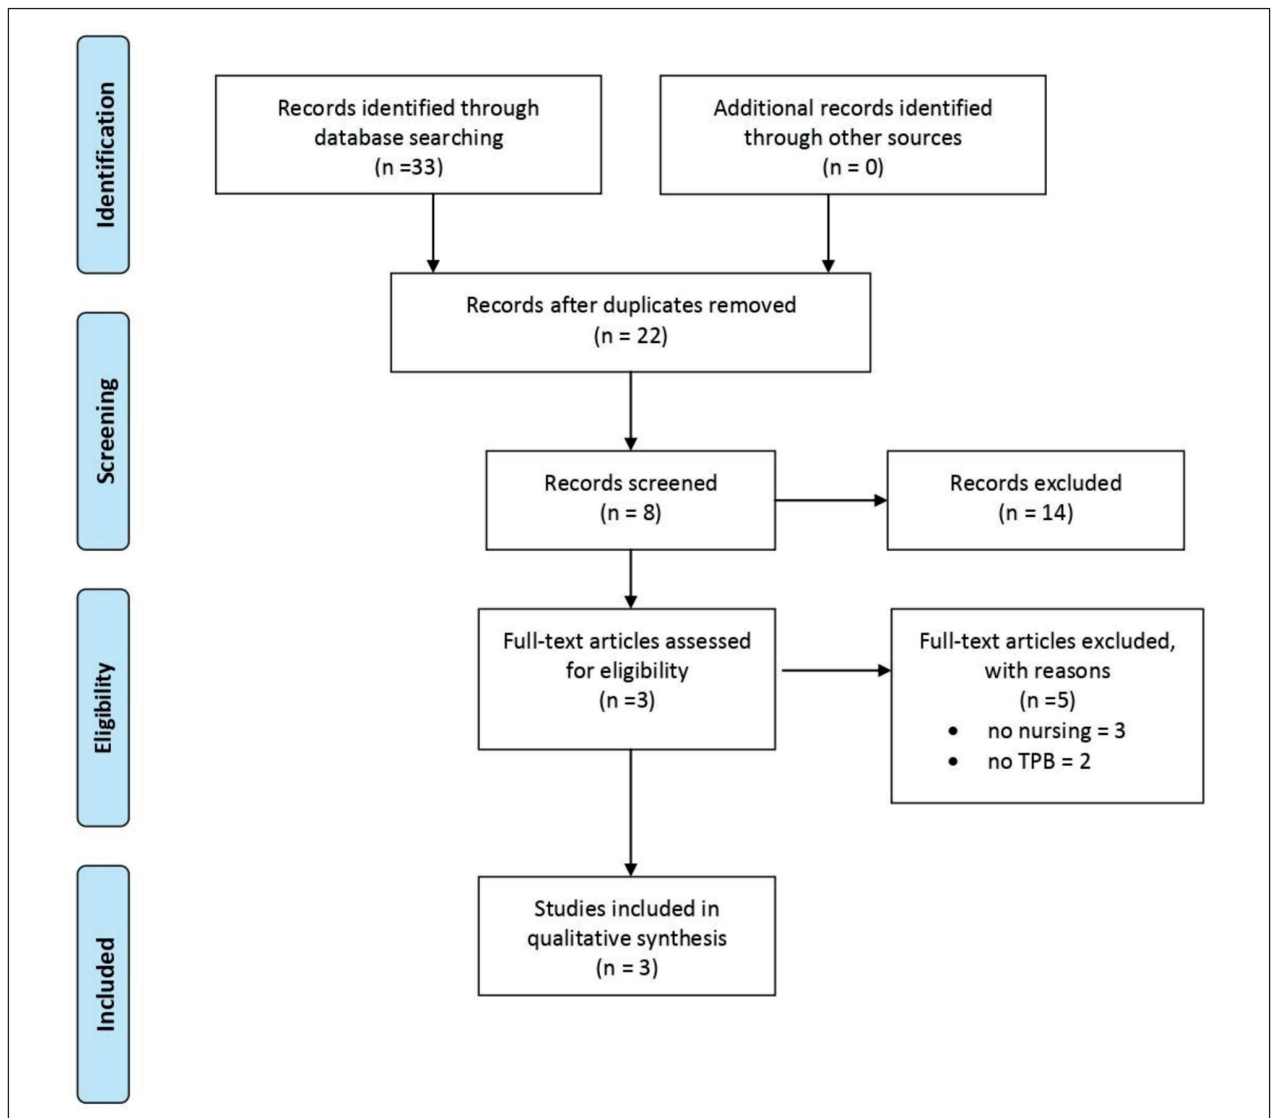 Identification
Records identified through
database searching
(n =33)
Additional records identified
through other sources
(n = 0)
Records after duplicates removed
(n = 22)
Screening
Records screened
(n = 8)
Records excluded
(n = 14)
Eligibility
Full-text articles assessed
for eligibility
(n =3)
Full-text articles excluded,
with reasons
(n =5)
• no nursing = 3
• no TPB = 2
Included
Studies included in
qualitative synthesis
(n = 3)